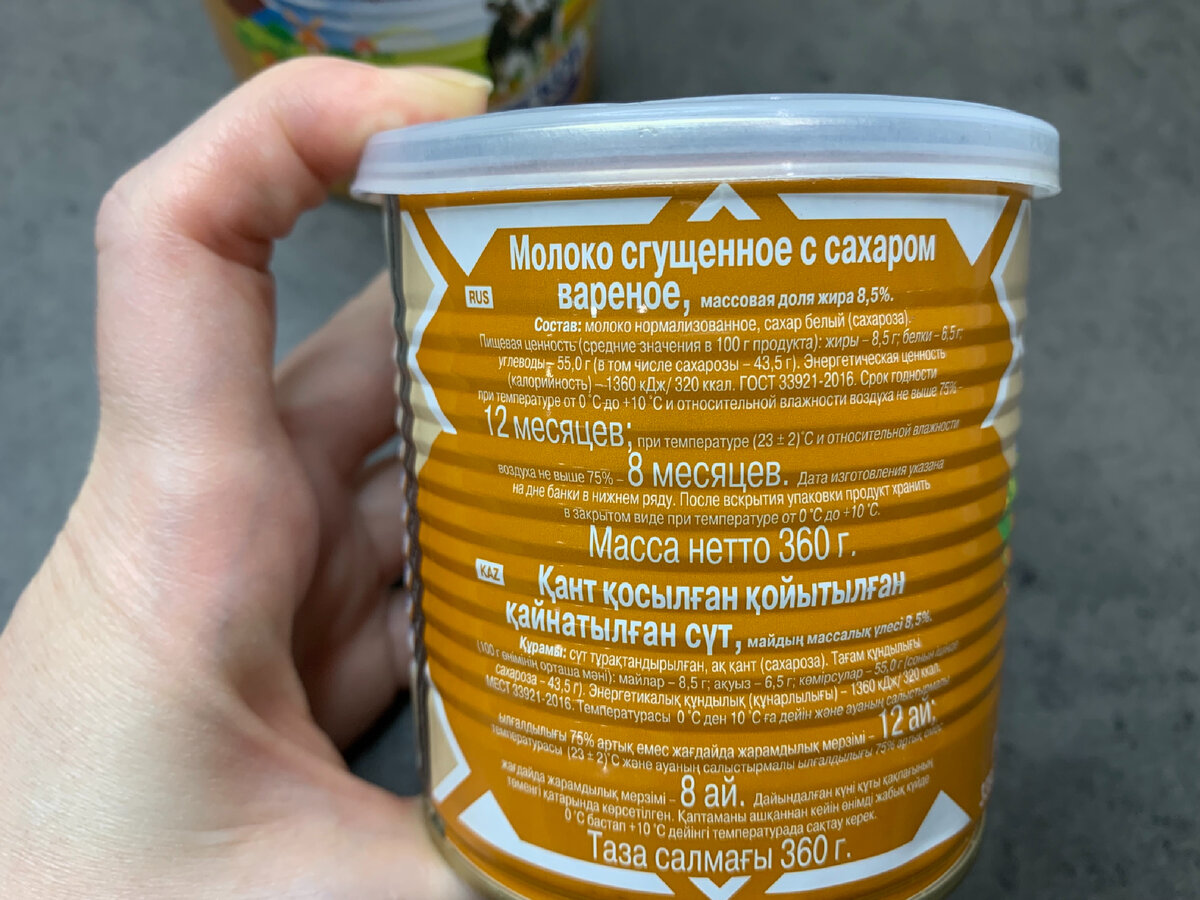 Молоко сгущенное с сахаром
RUS
вареное, массовая доля жира 8,5%.
Состав: молоко нормализованное, сахар белый (сахароза).
Пищевая ценность (средние значения в 100 г продукта): жиры – 8,5 г; белки – 6,5 г;
углеводы – 55,0 г (в том числе сахарозы – 43,5 г). Энергетическая ценность
(калорийность) – 1360 кДж/ 320 ккал. ГОСТ 33921-2016. Срок годности
при температуре от 0 °C до +10 °C и относительной влажности воздуха не выше 75% –
12 месяцев; при температуре (23 ± 2)°C и относительной влажности
воздуха не выше 75% – 8 месяцев. Дата изготовления указана
на дне банки в нижнем ряду. После вскрытия упаковки продукт хранить
в закрытом виде при температуре от 0 °C до +10 °C.
Масса нетто 360 г.
KAZ
Қант қосылған қойытылған
қайнатылған сүт, майдың массалық үлесі 8,5%.
Құрамы: сүт тұрақтандырылған, ақ қант (сахароза). Тағам құндылығы
(100 г өнімінің орташа мәні): майлар – 8,5 г; ақуыз – 6,5 г; көмірсулар – 55,0 г (соның ішінде
сахароза – 43,5 г). Энергетикалық құндылық (құнарлылығы) – 1360 кДж/ 320 ккал.
МЕСТ 33921-2016. Температурасы 0 °C ден 10 °C ға дейін және ауаның салыстырмалы
ылғалдылығы 75% артық емес жағдайда жарамдылық мерзімі – 12 ай;
температурасы (23 ± 2)°C және ауаның салыстырмалы ылғалдылығы 75% артық емес
жағдайда жарамдылық мерзімі – 8 ай. Дайындалған күні құты қақпағының
төменгі қатарында көрсетілген. Қаптаманы ашқаннан кейін өнімді жабық күйде
0 °C бастап +10 °C дейінгі температурада сақтау керек.
Таза салмағы 360 г.